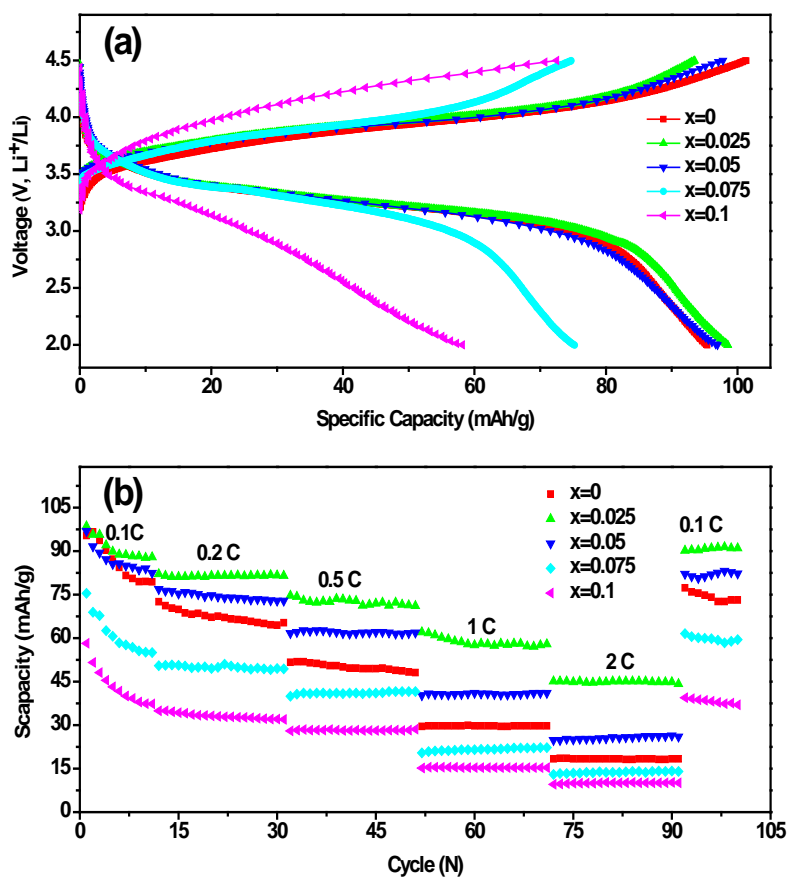 (a)
4.5
4.0
3.5
3.0
2.5
2.0
Voltage (V, Li⁺/Li)
x=0
x=0.025
x=0.05
x=0.075
x=0.1
0 20 40 60 80 100
Specific Capacity (mAh/g)
(b)
105
90
75
60
45
30
15
0
Scapacity (mAh/g)
0.1C
0.2 C
0.5 C
1 C
2 C
0.1 C
x=0
x=0.025
x=0.05
x=0.075
x=0.1
0 15 30 45 60 75 90 105
Cycle (N)